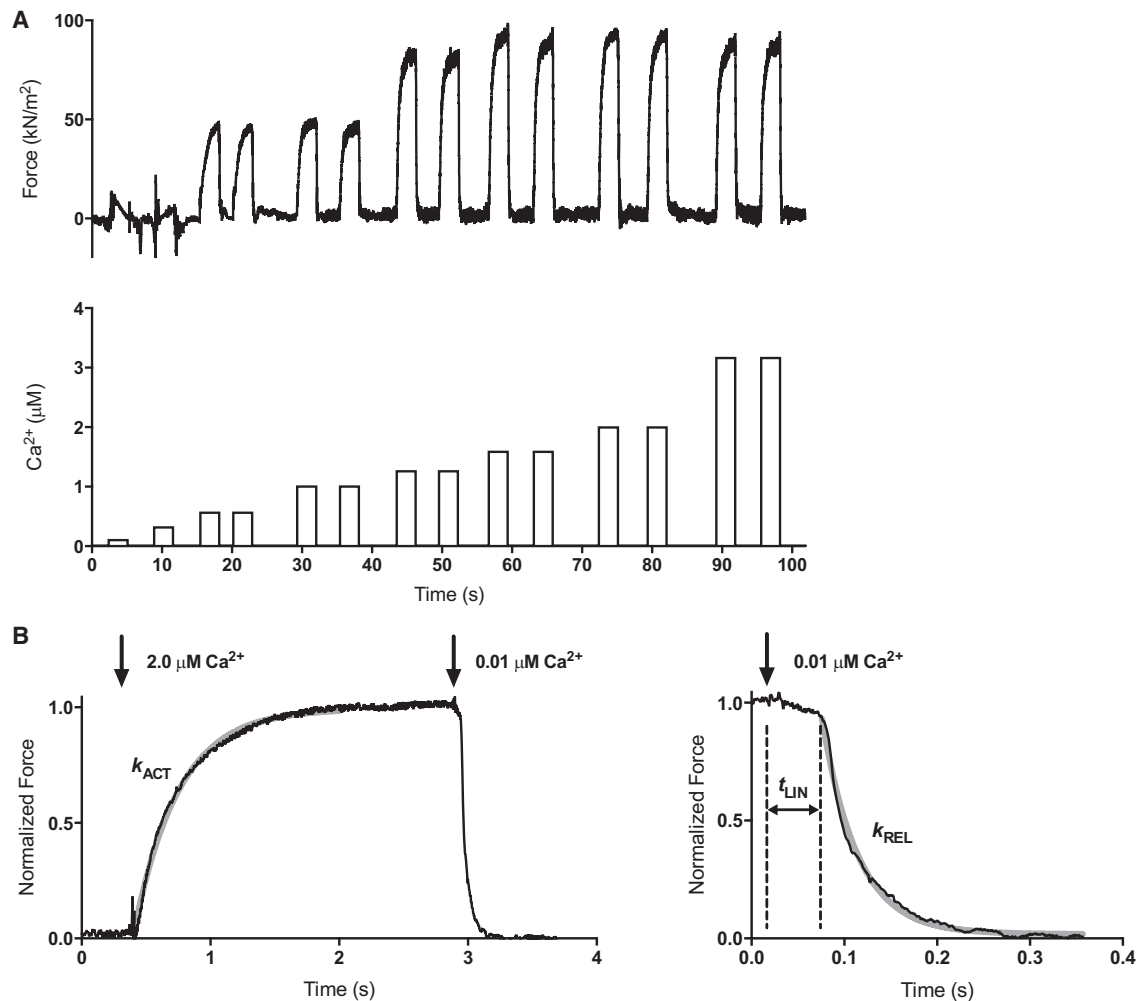 A
100
50
0
Force (kN/m²)
4
3
2
1
0
Ca²⁺ (μM)
0 10 20 30 40 50 60 70 80 90 100
Time (s)
B
2.0 μM Ca²⁺
0.01 μM Ca²⁺
1.0
0.5
0.0
Normalized Force
kACT
0 1 2 3 4
Time (s)
0.01 μM Ca²⁺
1.0
0.5
0.0
Normalized Force
tLIN
kREL
0.0 0.1 0.2 0.3 0.4
Time (s)